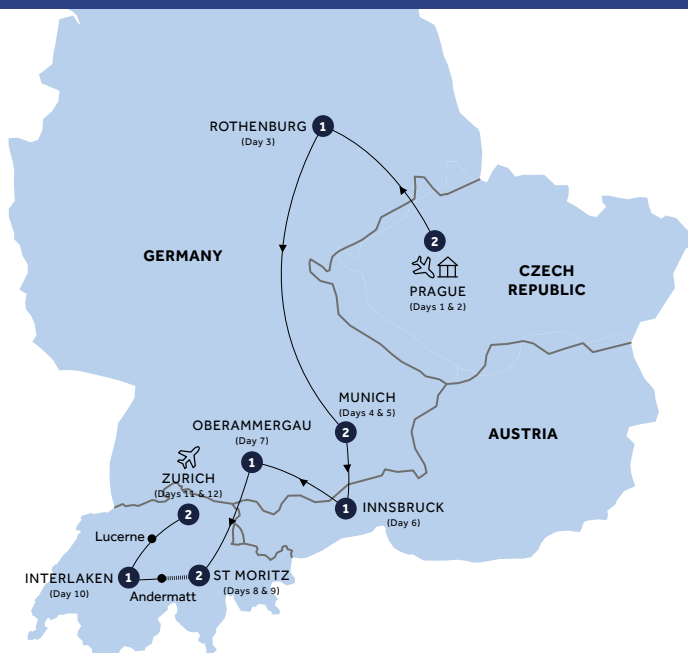 ROTHENBURG
1
(Day 3)
GERMANY
2
PRAGUE
(Days 1 & 2)
CZECH
REPUBLIC
MUNICH
(Days 4 & 5)
2
OBERAMMERGAU
(Day 7)
1
AUSTRIA
ZURICH
(Days 11 & 12)
2
1
INNSBRUCK
(Day 6)
Lucerne
INTERLAKEN
1
(Day 10)
Andermatt
2
ST MORITZ
(Days 8 & 9)